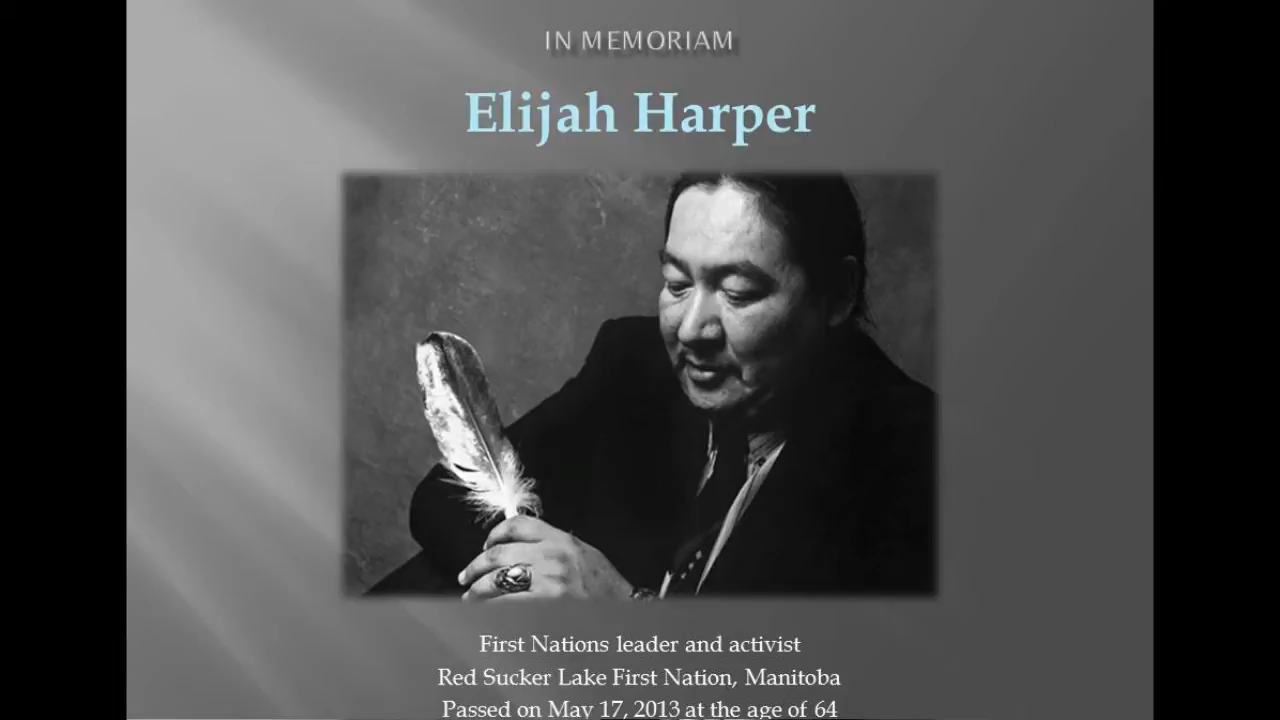 IN MEMORIAM
Elijah Harper
First Nations leader and activist
Red Sucker Lake First Nation, Manitoba
Passed on May 17, 2013 at the age of 64